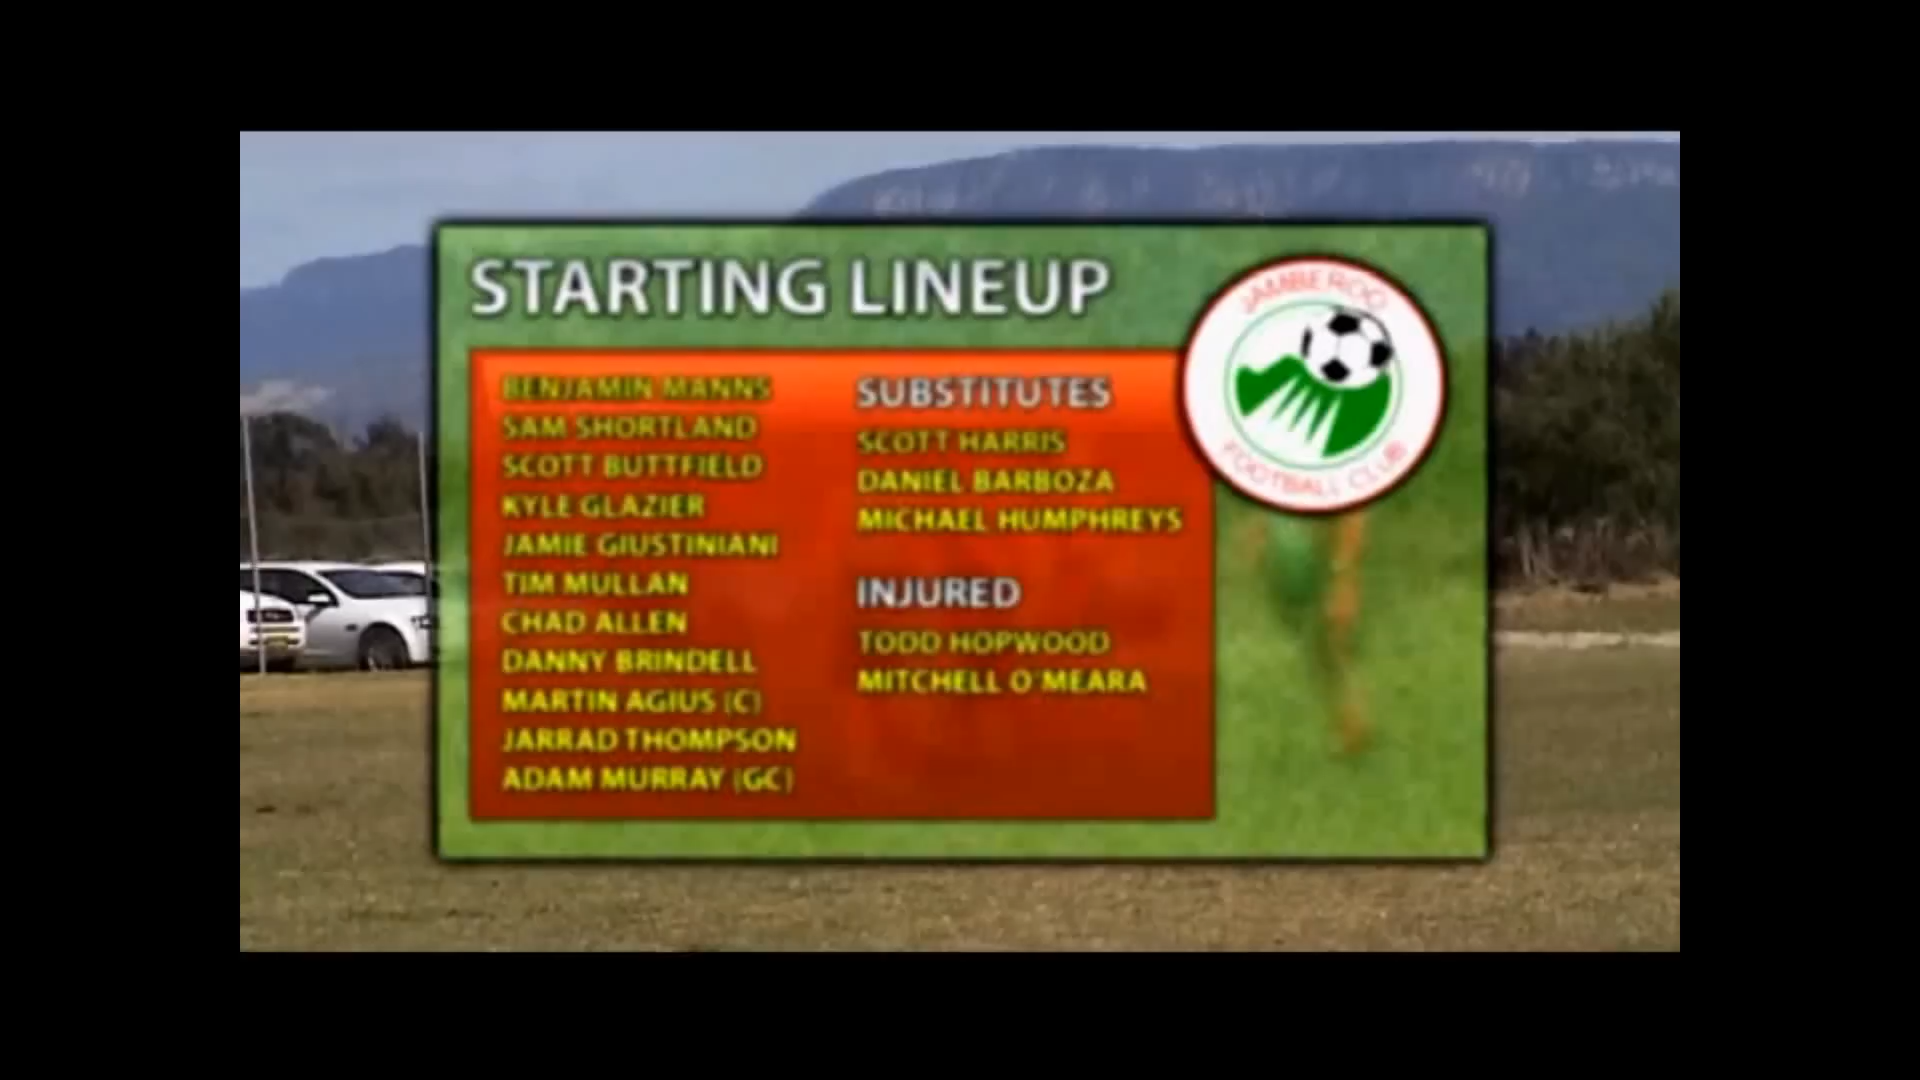 STARTING LINEUP
BENJAMIN MANNS
SAM SHORTLAND
SCOTT BUTTFIELD
KYLE GLAZIER
JAMIE GIUSTINIANI
TIM MULLAN
CHAD ALLEN
DANNY BRINDELL
MARTIN AGIUS (C)
JARRAD THOMPSON
ADAM MURRAY (GC)
SUBSTITUTES
SCOTT HARRIS
DANIEL BARBOZA
MICHAEL HUMPHREYS
INJURED
TODD HOPWOOD
MITCHELL O'MEARA
JAMBEROO
FOOTBALL CLUB